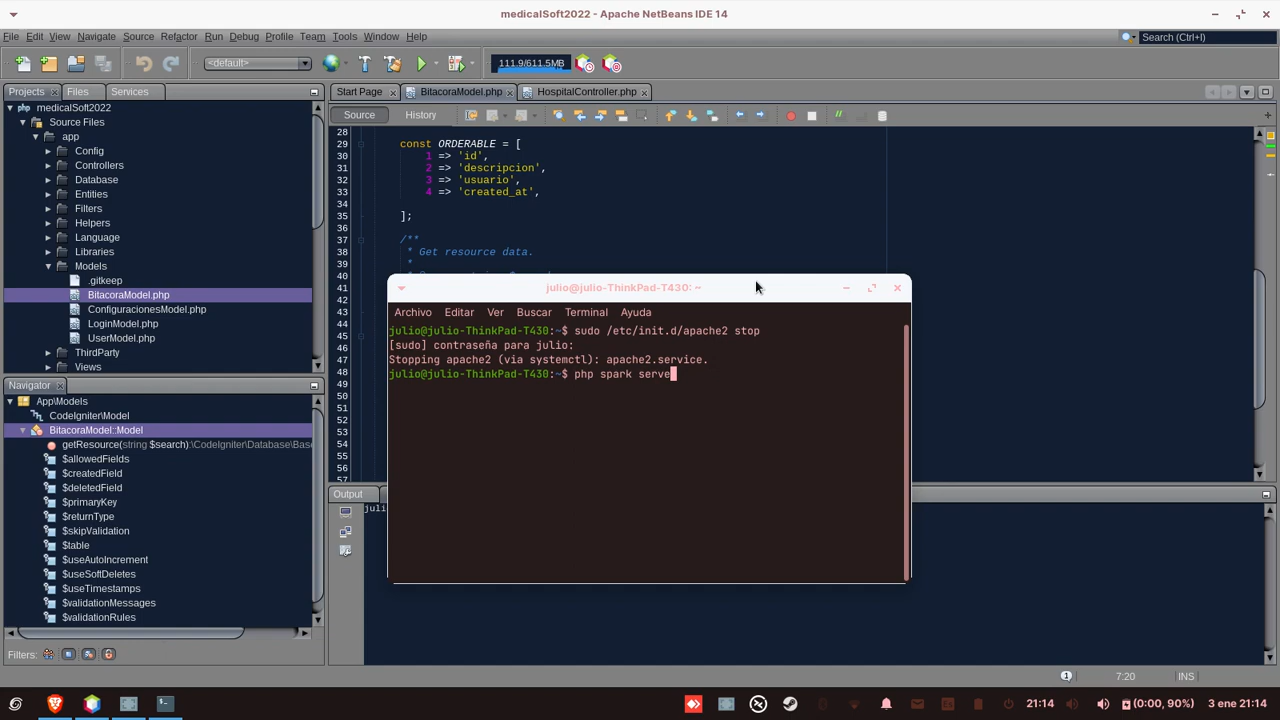 medicalSoft2022 - Apache NetBeans IDE 14
File Edit View Navigate Source Refactor Run Debug Profile Team Tools Window Help
Search (Ctrl+I)
<default>
111.9/611.5MB
Projects Files Services
medicalSoft2022
Source Files
app
Config
Controllers
Database
Entities
Filters
Helpers
Language
Libraries
Models
.gitkeep
BitacoraModel.php
ConfiguracionesModel.php
LoginModel.php
UserModel.php
ThirdParty
Views
Navigator
App\Models
CodeIgniter\Model
BitacoraModel::Model
getResource(string $search):\CodeIgniter\Database\Base
$allowedFields
$createdField
$deletedField
$primaryKey
$returnType
$skipValidation
$table
$useAutoIncrement
$useSoftDeletes
$useTimestamps
$validationMessages
$validationRules
Filters:
Start Page BitacoraModel.php HospitalController.php
Source History
28
29 const ORDERABLE = [
30 1 => 'id',
31 2 => 'descripcion',
32 3 => 'usuario',
33 4 => 'created_at',
34
35 ];
36
37 /**
38 * Get resource data.
39 *
40
41
42
43
44
45
46
47
48
49
50
51
52
53
54
55
56
57
julio@julio-ThinkPad-T430: ~
Archivo Editar Ver Buscar Terminal Ayuda
julio@julio-ThinkPad-T430:~$ sudo /etc/init.d/apache2 stop
[sudo] contraseña para julio:
Stopping apache2 (via systemctl): apache2.service.
julio@julio-ThinkPad-T430:~$ php spark serve
Output
juli
1 7:20 INS
21:14 (0:00, 90%) 3 ene 21:14